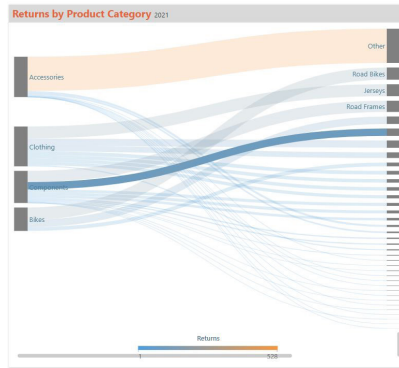 Returns by Product Category 2021
Other
Accessories
Road Bikes
Jerseys
Road Frames
Clothing
Components
Bikes
Returns
1 528